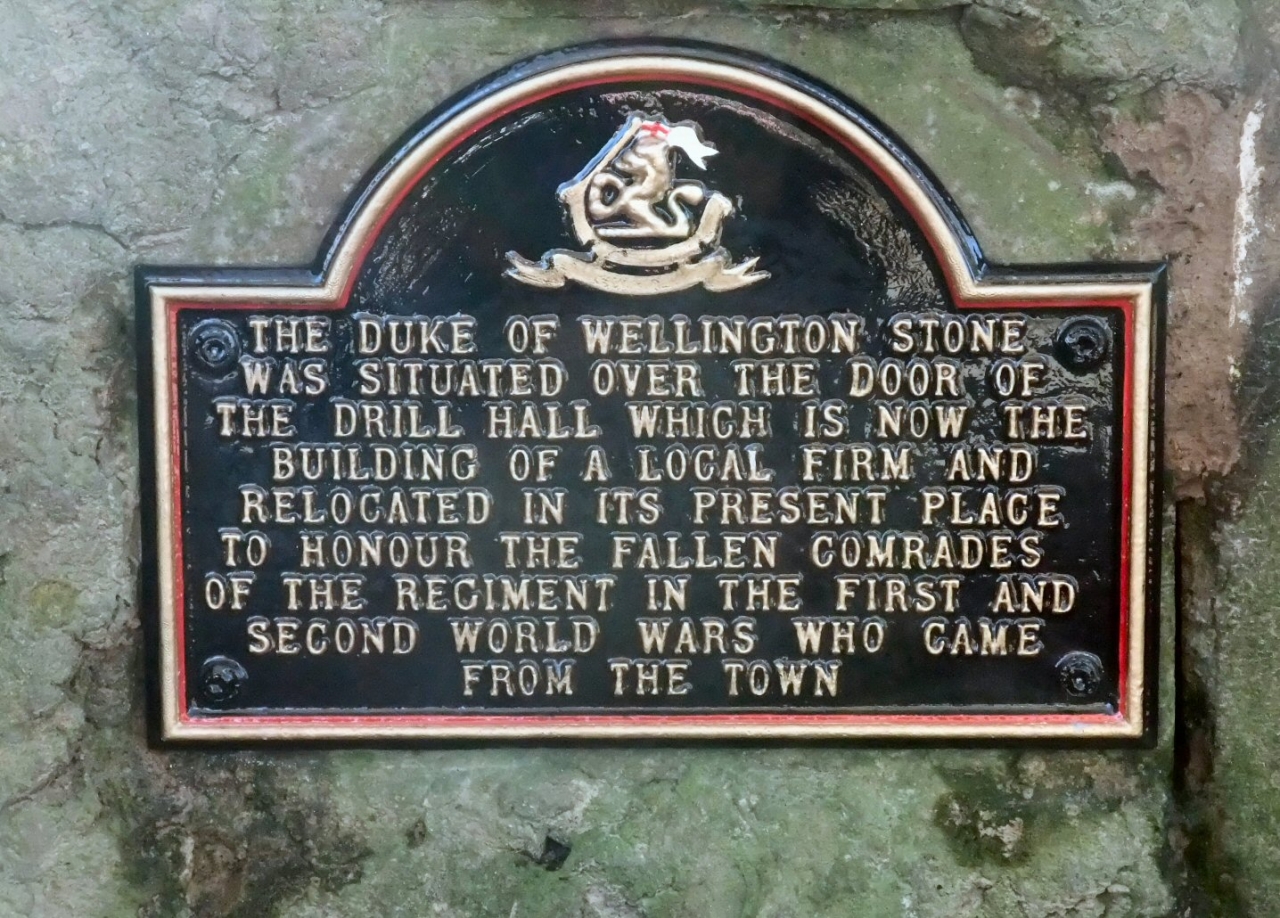 THE DUKE OF WELLINGTON STONE
WAS SITUATED OVER THE DOOR OF
THE DRILL HALL WHICH IS NOW THE
BUILDING OF A LOCAL FIRM AND
RELOCATED IN ITS PRESENT PLACE
TO HONOUR THE FALLEN COMRADES
OF THE REGIMENT IN THE FIRST AND
SECOND WORLD WARS WHO CAME
FROM THE TOWN